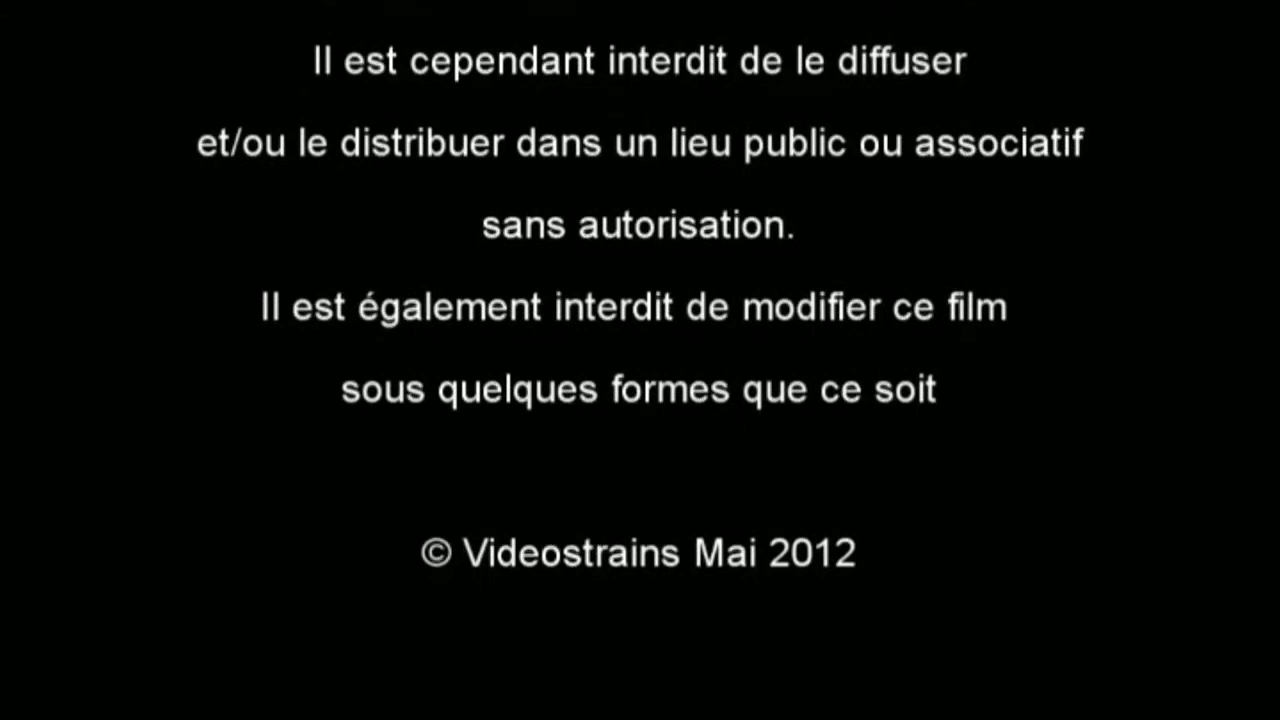 Il est cependant interdit de le diffuser
et/ou le distribuer dans un lieu public ou associatif
sans autorisation.
Il est également interdit de modifier ce film
sous quelques formes que ce soit
© Videostrains Mai 2012